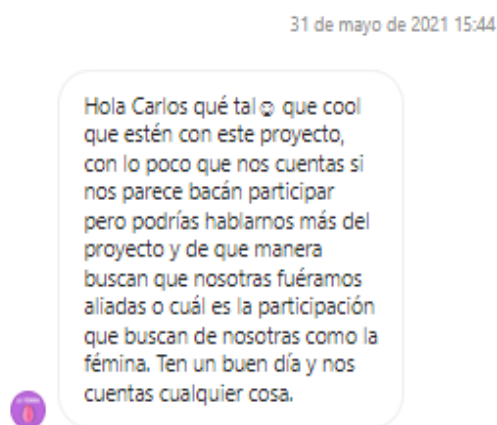 31 de mayo de 2021 15:44
Hola Carlos qué tal☺ que cool
que estén con este proyecto,
con lo poco que nos cuentas si
nos parece bacán participar
pero podrías hablarnos más del
proyecto y de que manera
buscan que nosotras fuéramos
aliadas o cuál es la participación
que buscan de nosotras como la
fémina. Ten un buen día y nos
cuentas cualquier cosa.